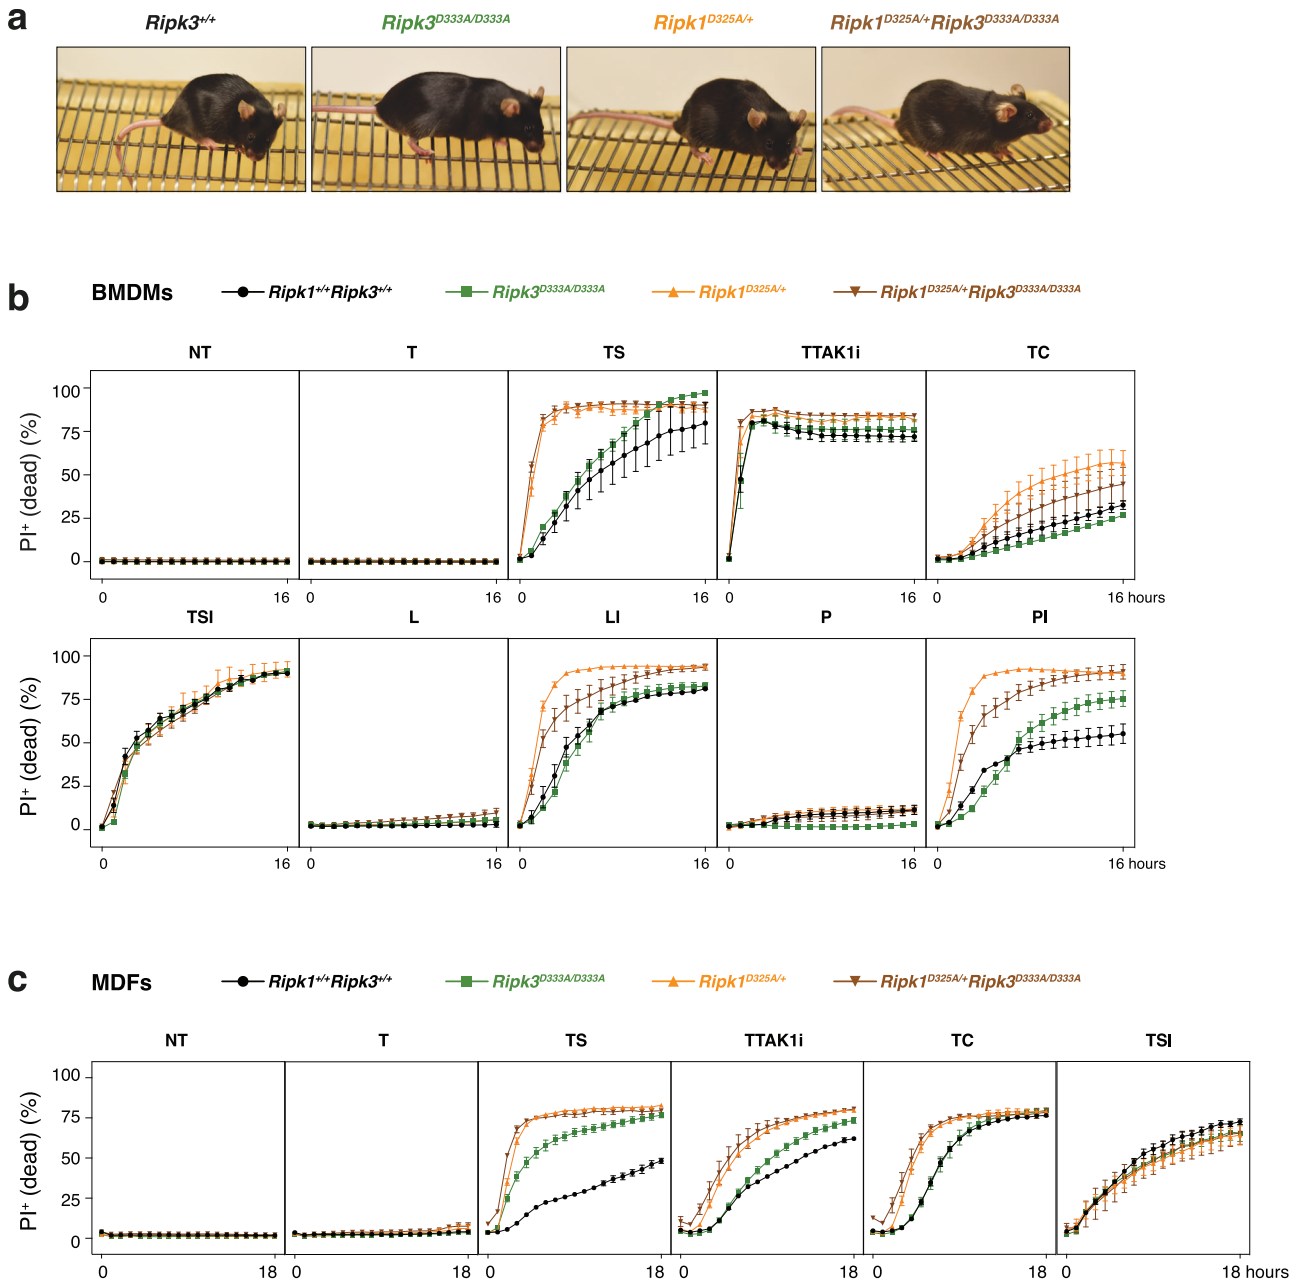 a
Ripk3+/+ Ripk3D333A/D333A Ripk1D325A/+ Ripk1D325A/+Ripk3D333A/D333A
b BMDMs Ripk1+/+Ripk3+/+ Ripk3D333A/D333A Ripk1D325A/+ Ripk1D325A/+Ripk3D333A/D333A
NT T TS TTAK1i TC
PI+ (dead) (%)
100
75
50
25
0
0 16 0 16 0 16 0 16 0 16 hours
TSI L LI P PI
PI+ (dead) (%)
100
75
50
25
0
0 16 0 16 0 16 0 16 0 16 hours
c MDFs Ripk1+/+Ripk3+/+ Ripk3D333A/D333A Ripk1D325A/+ Ripk1D325A/+Ripk3D333A/D333A
NT T TS TTAK1i TC TSI
PI+ (dead) (%)
100
75
50
25
0
0 18 0 18 0 18 0 18 0 18 0 18 hours